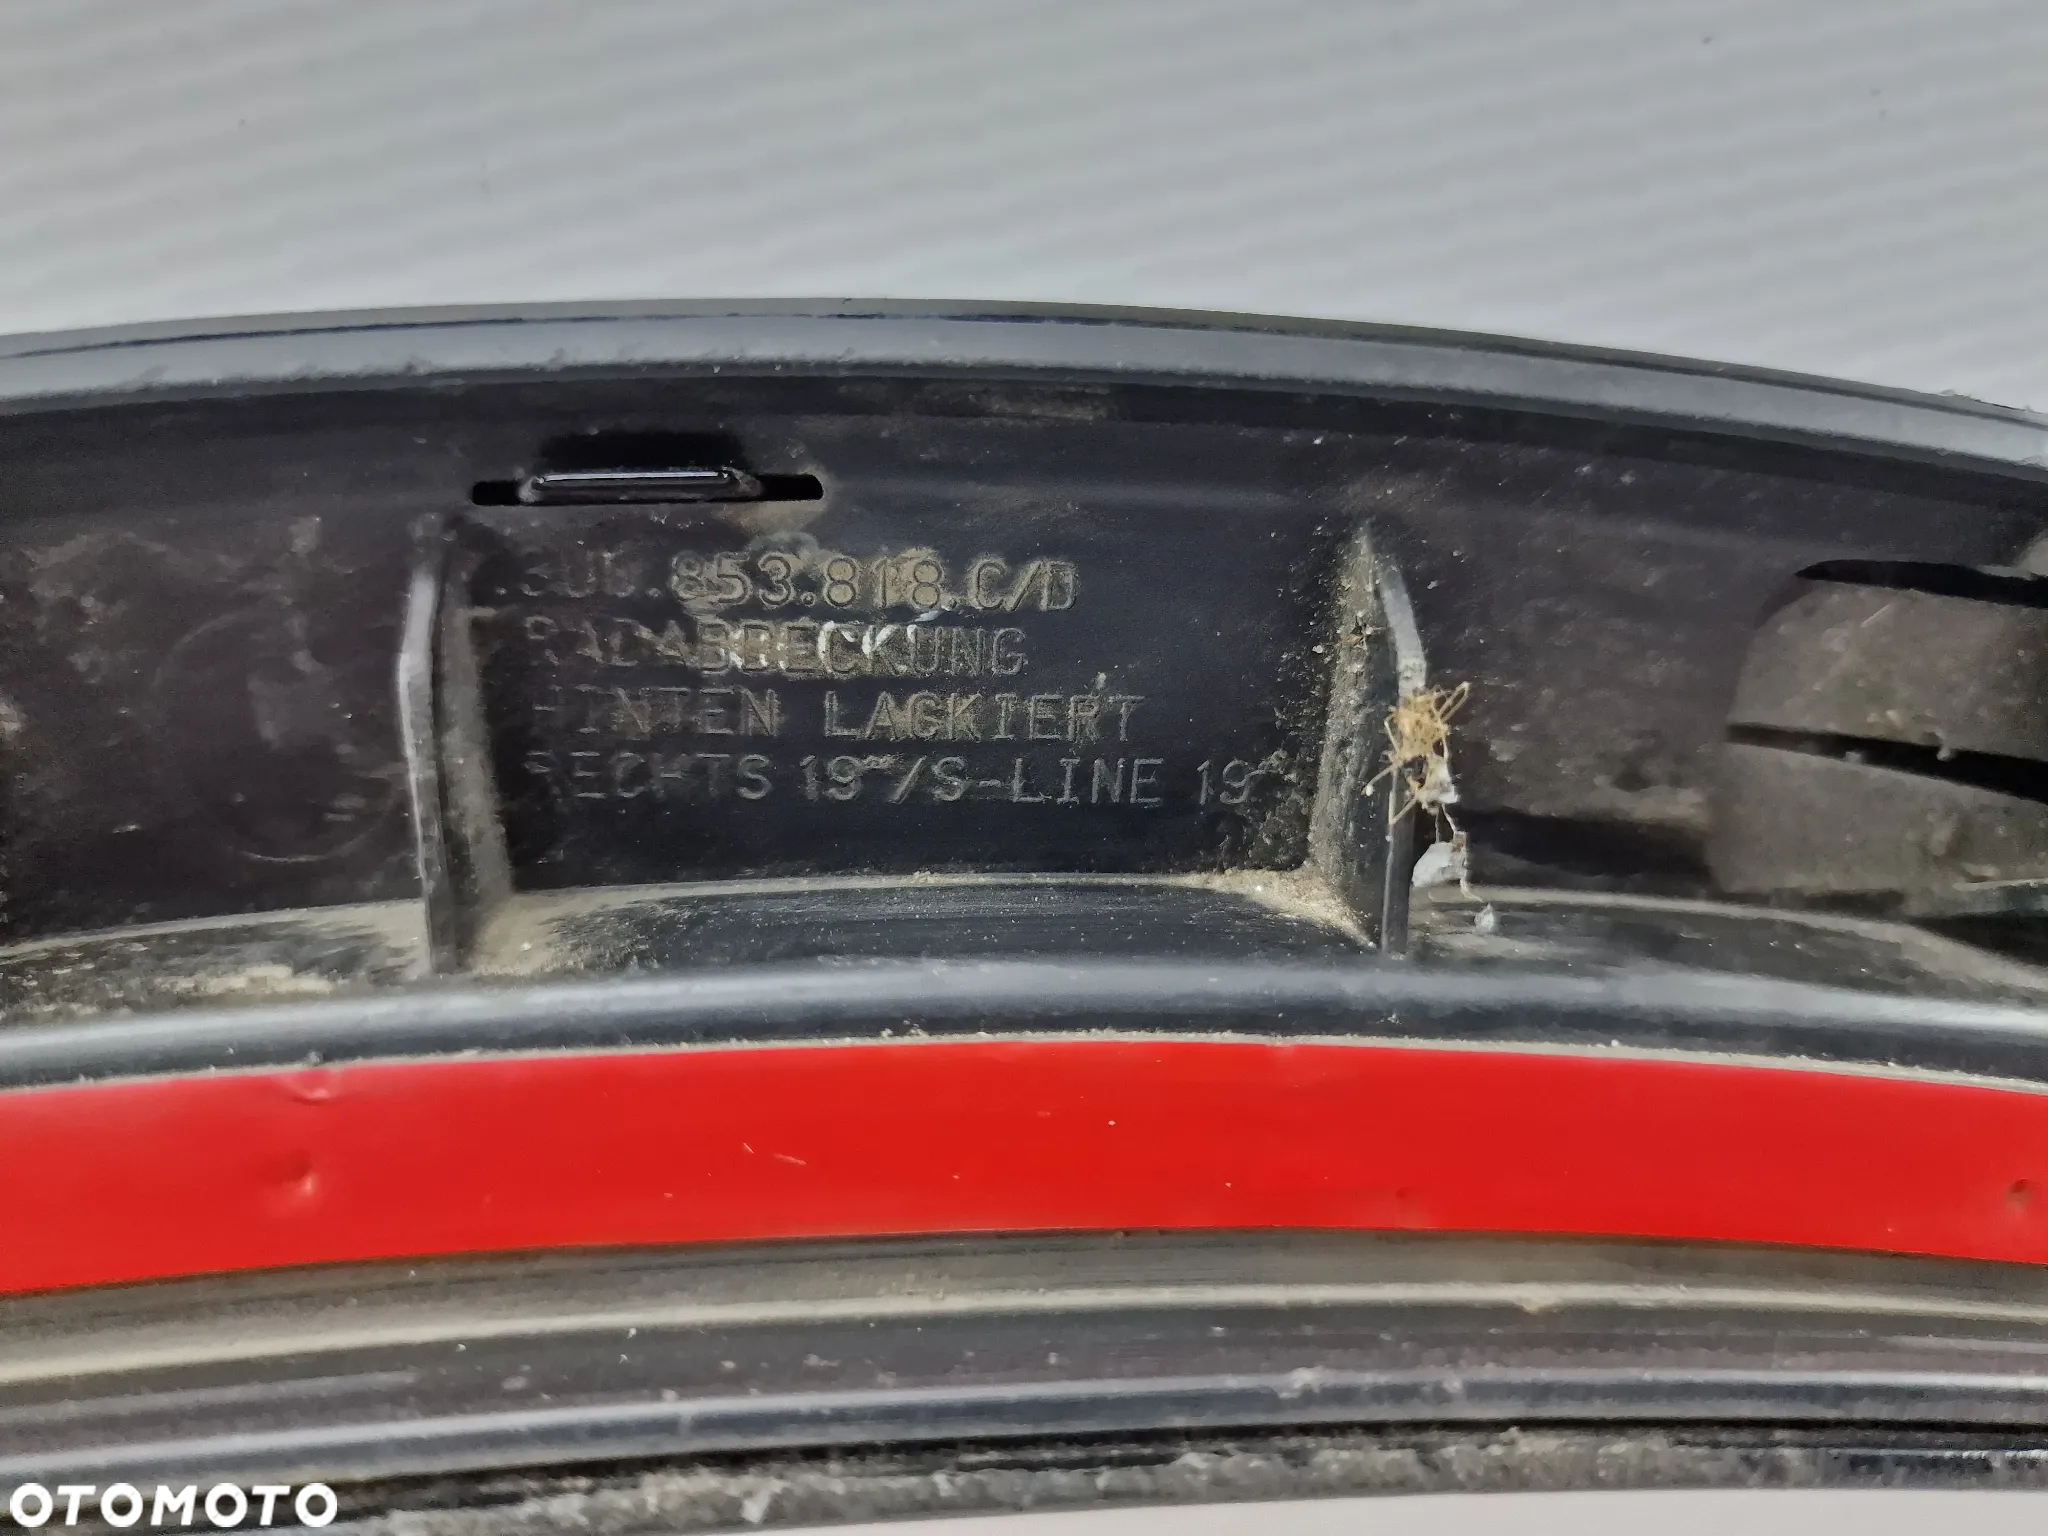 .8U0.853.818.C/D
RADABDECKUNG
HINTEN LACKIERT
RECHTS 19""/S-LINE 19""
OTOMOTO